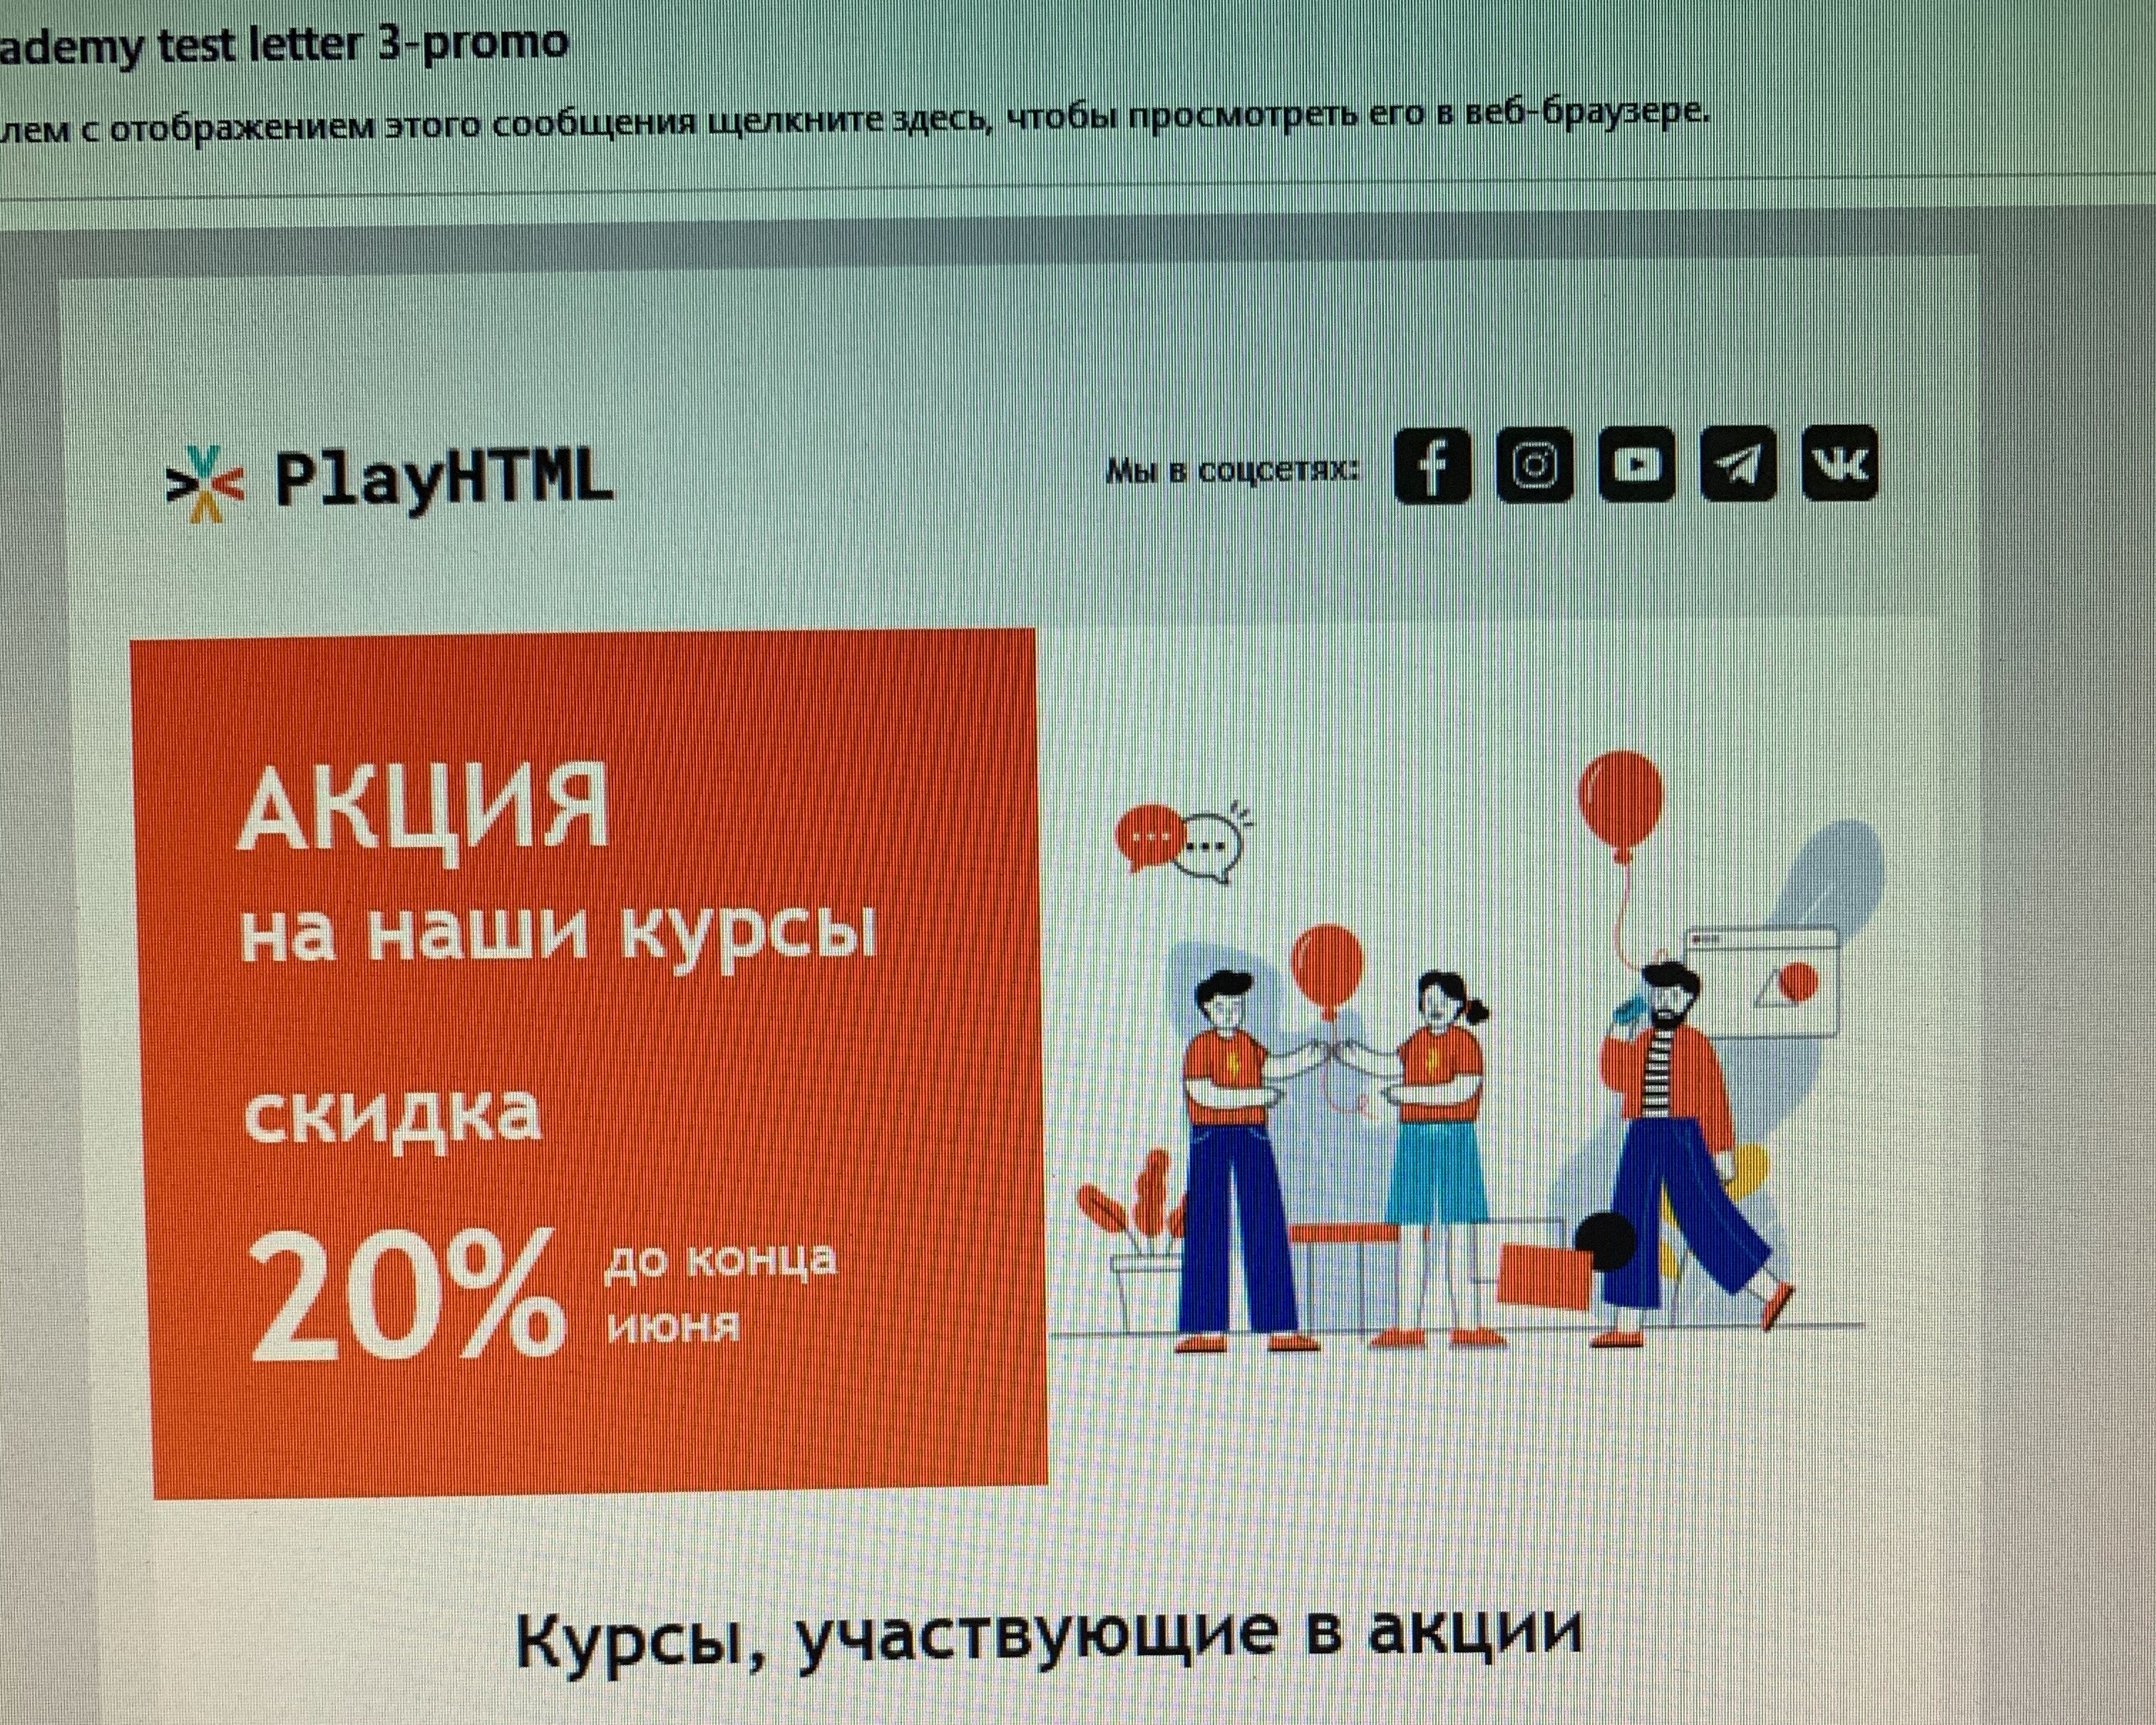 ademy test letter 3-promo
лем с отображением этого сообщения щелкните здесь, чтобы просмотреть его в веб-браузере.
PlayHTML
Мы в соцсетях:
АКЦИЯ
на наши курсы
скидка
20% до конца
июня
Курсы, участвующие в акции